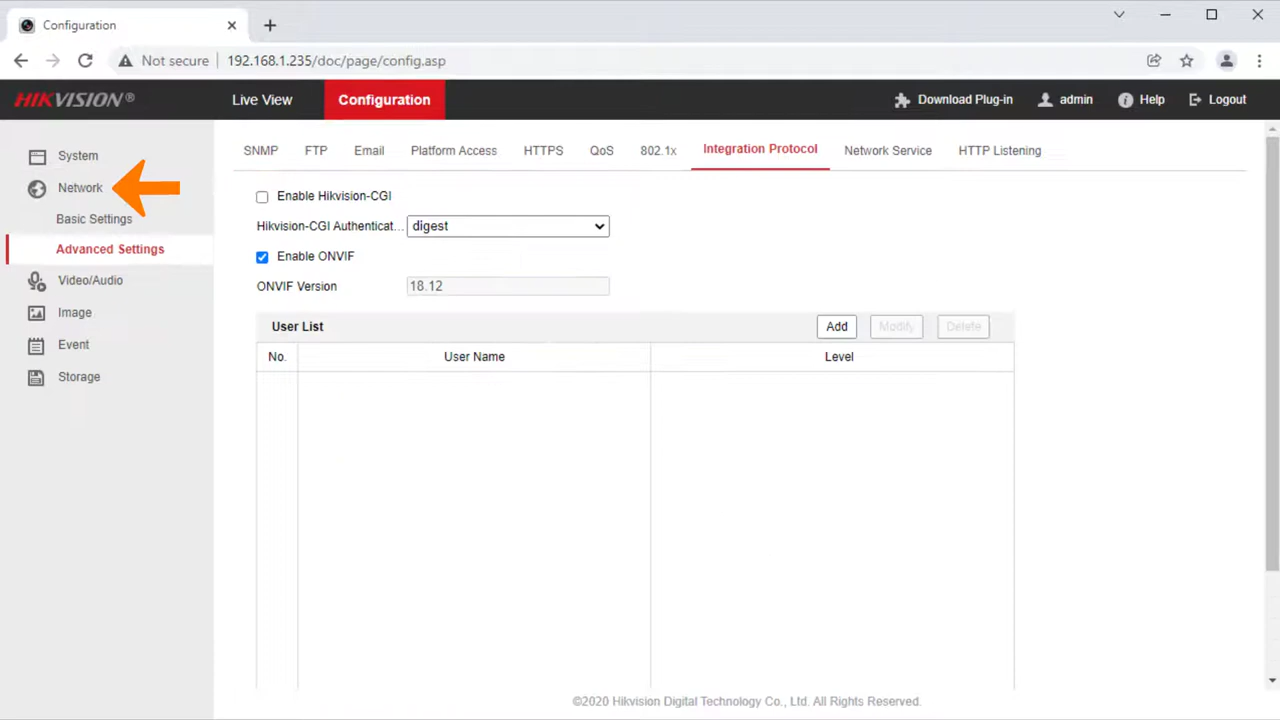 Configuration
Not secure 192.168.1.235/doc/page/config.asp
HIKVISION® Live View Configuration Download Plug-in admin Help Logout
System
Network
Basic Settings
Advanced Settings
Video/Audio
Image
Event
Storage
SNMP FTP Email Platform Access HTTPS QoS 802.1x Integration Protocol Network Service HTTP Listening
Enable Hikvision-CGI
Hikvision-CGI Authenticat... digest
Enable ONVIF
ONVIF Version 18.12
User List Add Modify Delete
No. User Name Level
©2020 Hikvision Digital Technology Co., Ltd. All Rights Reserved.